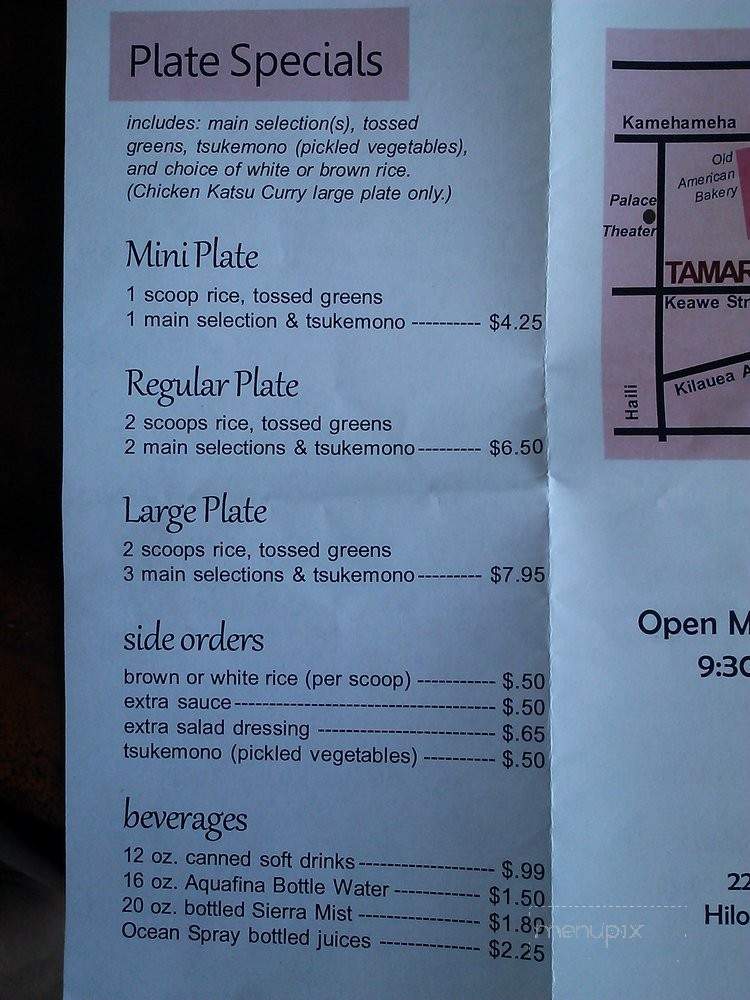 Plate Specials
includes: main selection(s), tossed
greens, tsukemono (pickled vegetables),
and choice of white or brown rice.
(Chicken Katsu Curry large plate only.)
Mini Plate
1 scoop rice, tossed greens
1 main selection & tsukemono ---------- $4.25
Regular Plate
2 scoops rice, tossed greens
2 main selections & tsukemono --------- $6.50
Large Plate
2 scoops rice, tossed greens
3 main selections & tsukemono --------- $7.95
side orders
brown or white rice (per scoop) ----------- $.50
extra sauce ------------------------------------- $.50
extra salad dressing ------------------------- $.65
tsukemono (pickled vegetables) ---------- $.50
beverages
12 oz. canned soft drinks ------------------- $.99
16 oz. Aquafina Bottle Water ------------ $1.50
20 oz. bottled Sierra Mist ----------------- $1.80
Ocean Spray bottled juices -------------- $2.25
Kamehameha
Old
American
Bakery
Palace
Theater
TAMAR
Keawe Str
Kilauea A
Haili
Open M
9:30
22
Hilo
menupix